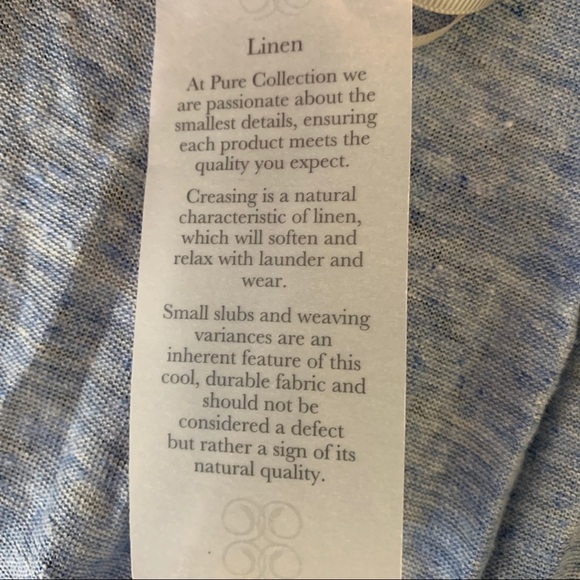 Linen
At Pure Collection we
are passionate about the
smallest details, ensuring
each product meets the
quality you expect.
Creasing is a natural
characteristic of linen,
which will soften and
relax with launder and
wear.
Small slubs and weaving
variances are an
inherent feature of this
cool, durable fabric and
should not be
considered a defect
but rather a sign of its
natural quality.